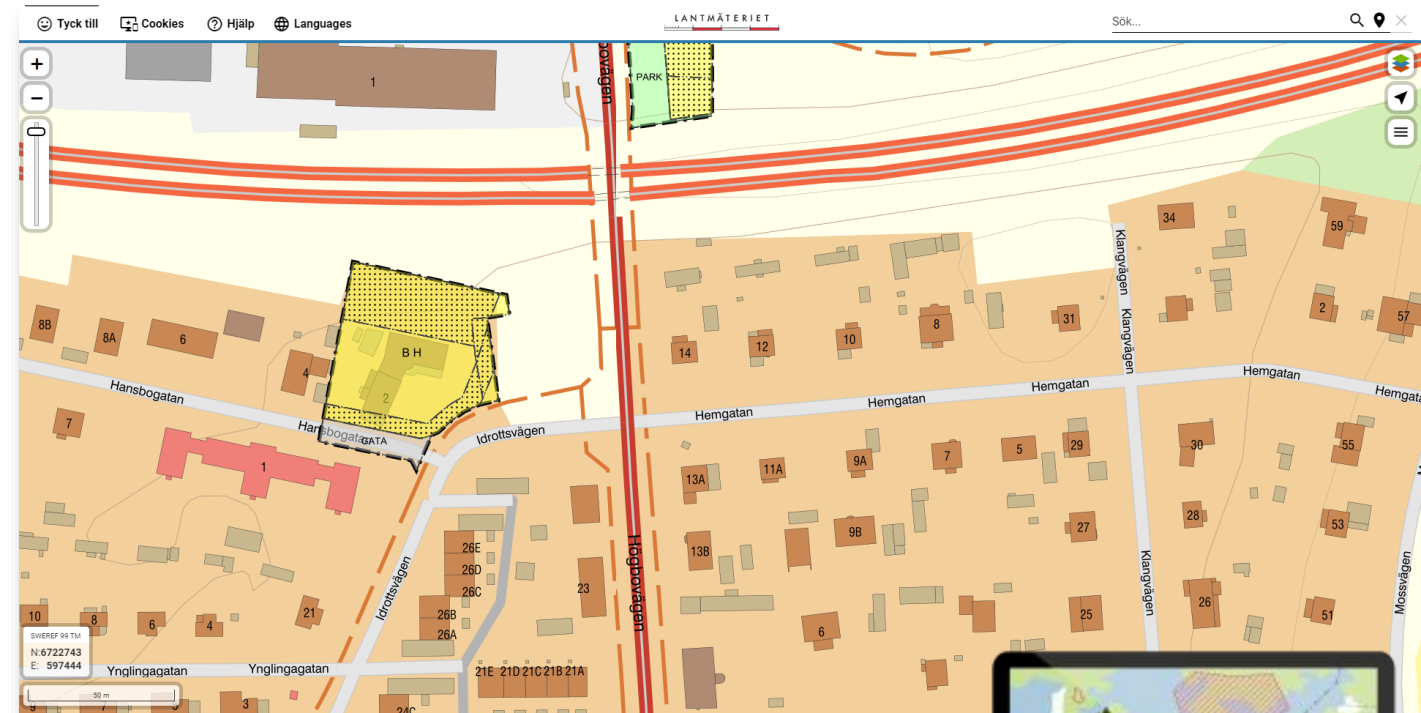 Tyck till
Cookies
Hjälp
Languages
LANTMÄTERIET
Sök...
1
PARK
34
59
8B
8A
6
4
B H
2
14
12
10
8
31
Klangvägen
Klangvägen
2
57
Hansbogatan
7
Hansbogatan
GATA
Idrottsvägen
Hemgatan
Hemgatan
Hemgatan
Hemgatan
1
13A
11A
9A
7
5
29
30
55
26E
26D
26C
26B
26A
23
Högbovägen
13B
9B
27
28
53
Klangvägen
Mossvägen
10
8
6
4
21
Idrottsvägen
6
25
26
51
SWEREF 99 TM
N:6722743
E: 597444
Ynglingagatan
Ynglingagatan
21E 21D 21C 21B 21A
50 m
3
24C